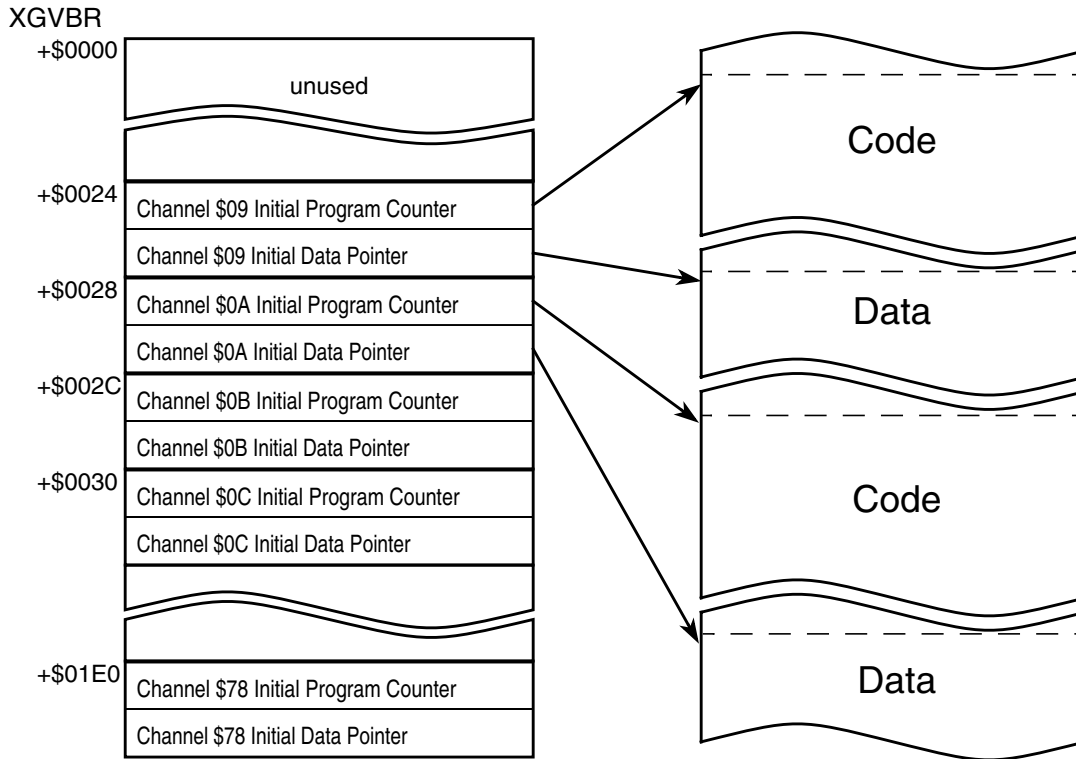 XGVBR
+$0000
unused
+$0024
Channel $09 Initial Program Counter
Channel $09 Initial Data Pointer
+$0028
Channel $0A Initial Program Counter
Channel $0A Initial Data Pointer
+$002C
Channel $0B Initial Program Counter
Channel $0B Initial Data Pointer
+$0030
Channel $0C Initial Program Counter
Channel $0C Initial Data Pointer
+$01E0
Channel $78 Initial Program Counter
Channel $78 Initial Data Pointer
Code
Data
Code
Data